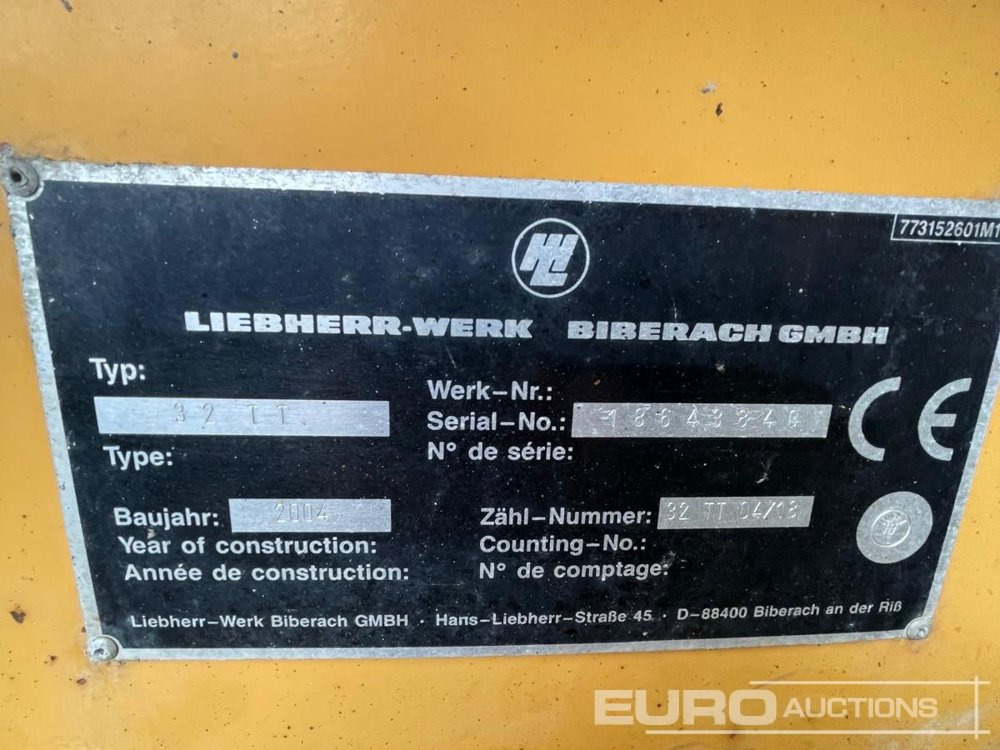 773152601M1
LIEBHERR-WERK BIBERACH GMBH
Typ:
32 TT
Type:
Werk-Nr.:
Serial-No.:
N° de série:
CE
Baujahr: 2004
Year of construction:
Année de construction:
Zähl-Nummer: 32 TT 04/18
Counting-No.:
N° de comptage:
Liebherr-Werk Biberach GMBH · Hans-Liebherr-Straße 45 · D-88400 Biberach an der Riß
EURO AUCTIONS